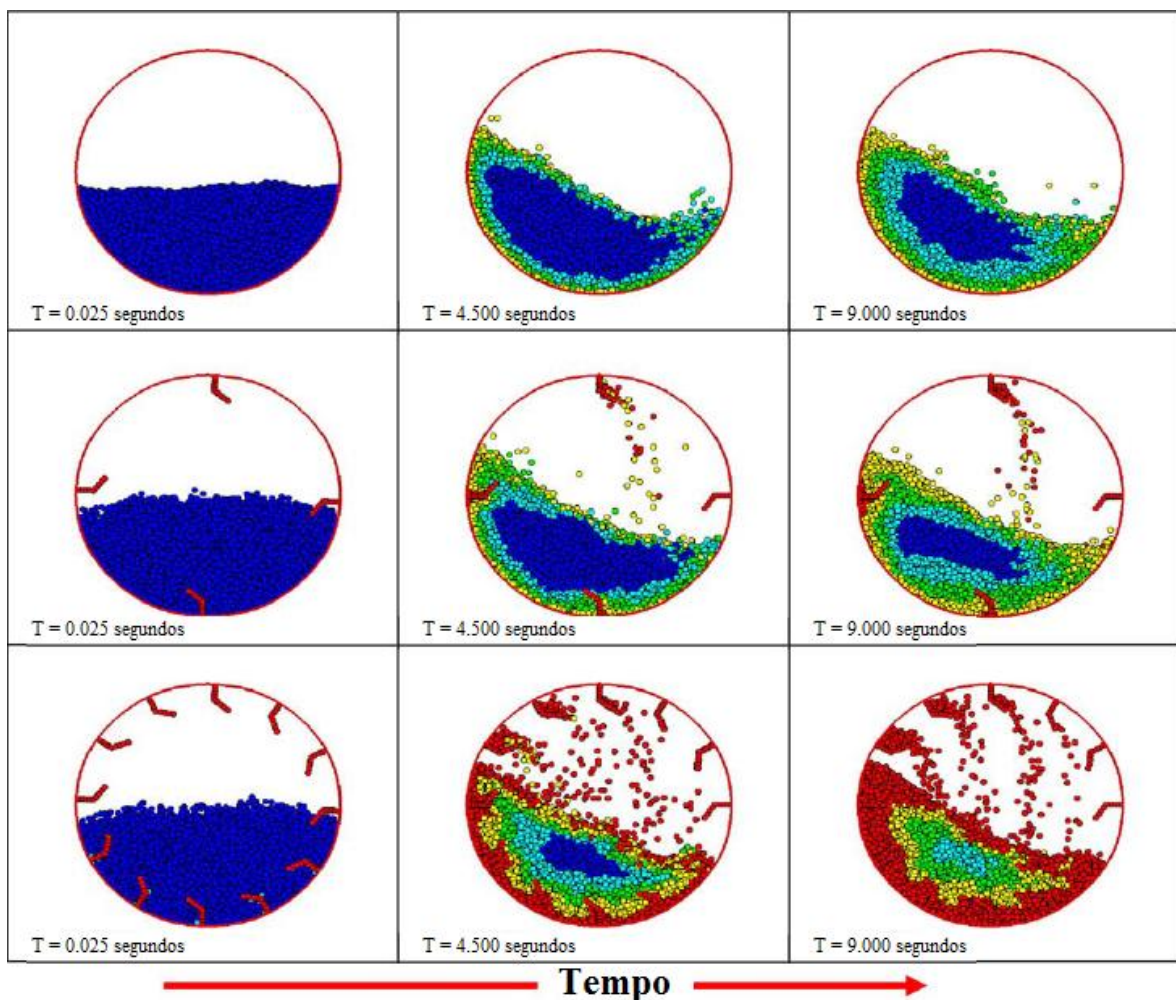 T = 0.025 segundos
T = 4.500 segundos
T = 9.000 segundos
T = 0.025 segundos
T = 4.500 segundos
T = 9.000 segundos
T = 0.025 segundos
T = 4.500 segundos
T = 9.000 segundos
Tempo